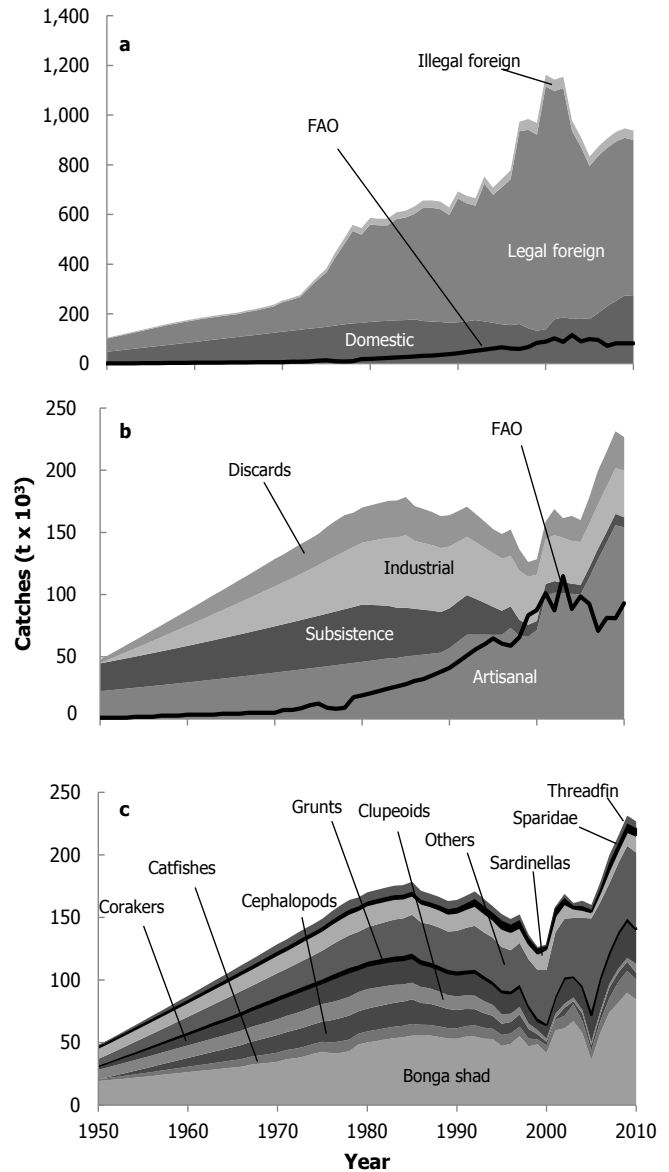 1,400
a
1,200
Illegal foreign
1,000
FAO
800
600
Legal foreign
400
200
Domestic
0
250
b
FAO
200
Discards
150
Industrial
100
Subsistence
50
Artisanal
0
Catches (t x 10³)
250
c
Threadfin
Grunts
Clupeoids
Sparidae
200
Catfishes
Others
Sardinellas
Corakers
Cephalopods
150
100
50
Bonga shad
0
1950 1960 1970 1980 1990 2000 2010
Year